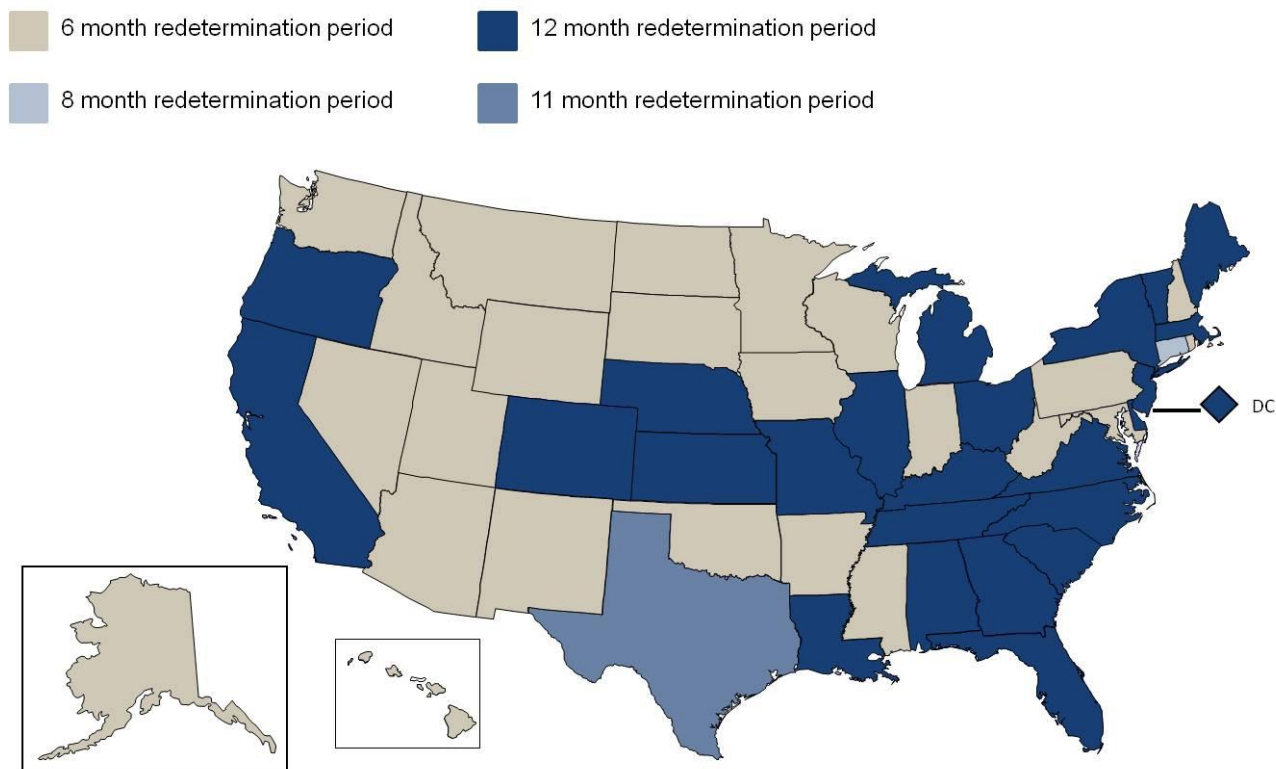 6 month redetermination period
12 month redetermination period
8 month redetermination period
11 month redetermination period
DC